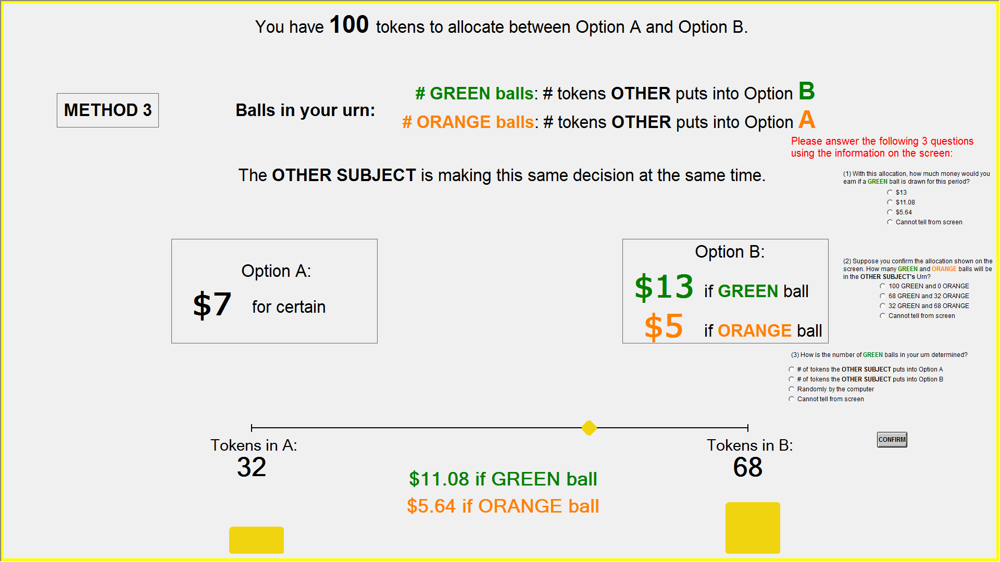 You have 100 tokens to allocate between Option A and Option B.
METHOD 3
Balls in your urn:
# GREEN balls: # tokens OTHER puts into Option B
# ORANGE balls: # tokens OTHER puts into Option A
Please answer the following 3 questions
using the information on the screen:
The OTHER SUBJECT is making this same decision at the same time.
(1) With this allocation, how much money would you
earn if a GREEN ball is drawn for this period?
$13
$11.08
$5.64
Cannot tell from screen
Option A:
$7 for certain
Option B:
$13 if GREEN ball
$5 if ORANGE ball
(2) Suppose you confirm the allocation shown on the
screen. How many GREEN and ORANGE balls will be
in the OTHER SUBJECT's Urn?
100 GREEN and 0 ORANGE
68 GREEN and 32 ORANGE
32 GREEN and 68 ORANGE
Cannot tell from screen
(3) How is the number of GREEN balls in your urn determined?
# of tokens the OTHER SUBJECT puts into Option A
# of tokens the OTHER SUBJECT puts into Option B
Randomly by the computer
Cannot tell from screen
Tokens in A:
32
Tokens in B:
68
CONFIRM
$11.08 if GREEN ball
$5.64 if ORANGE ball